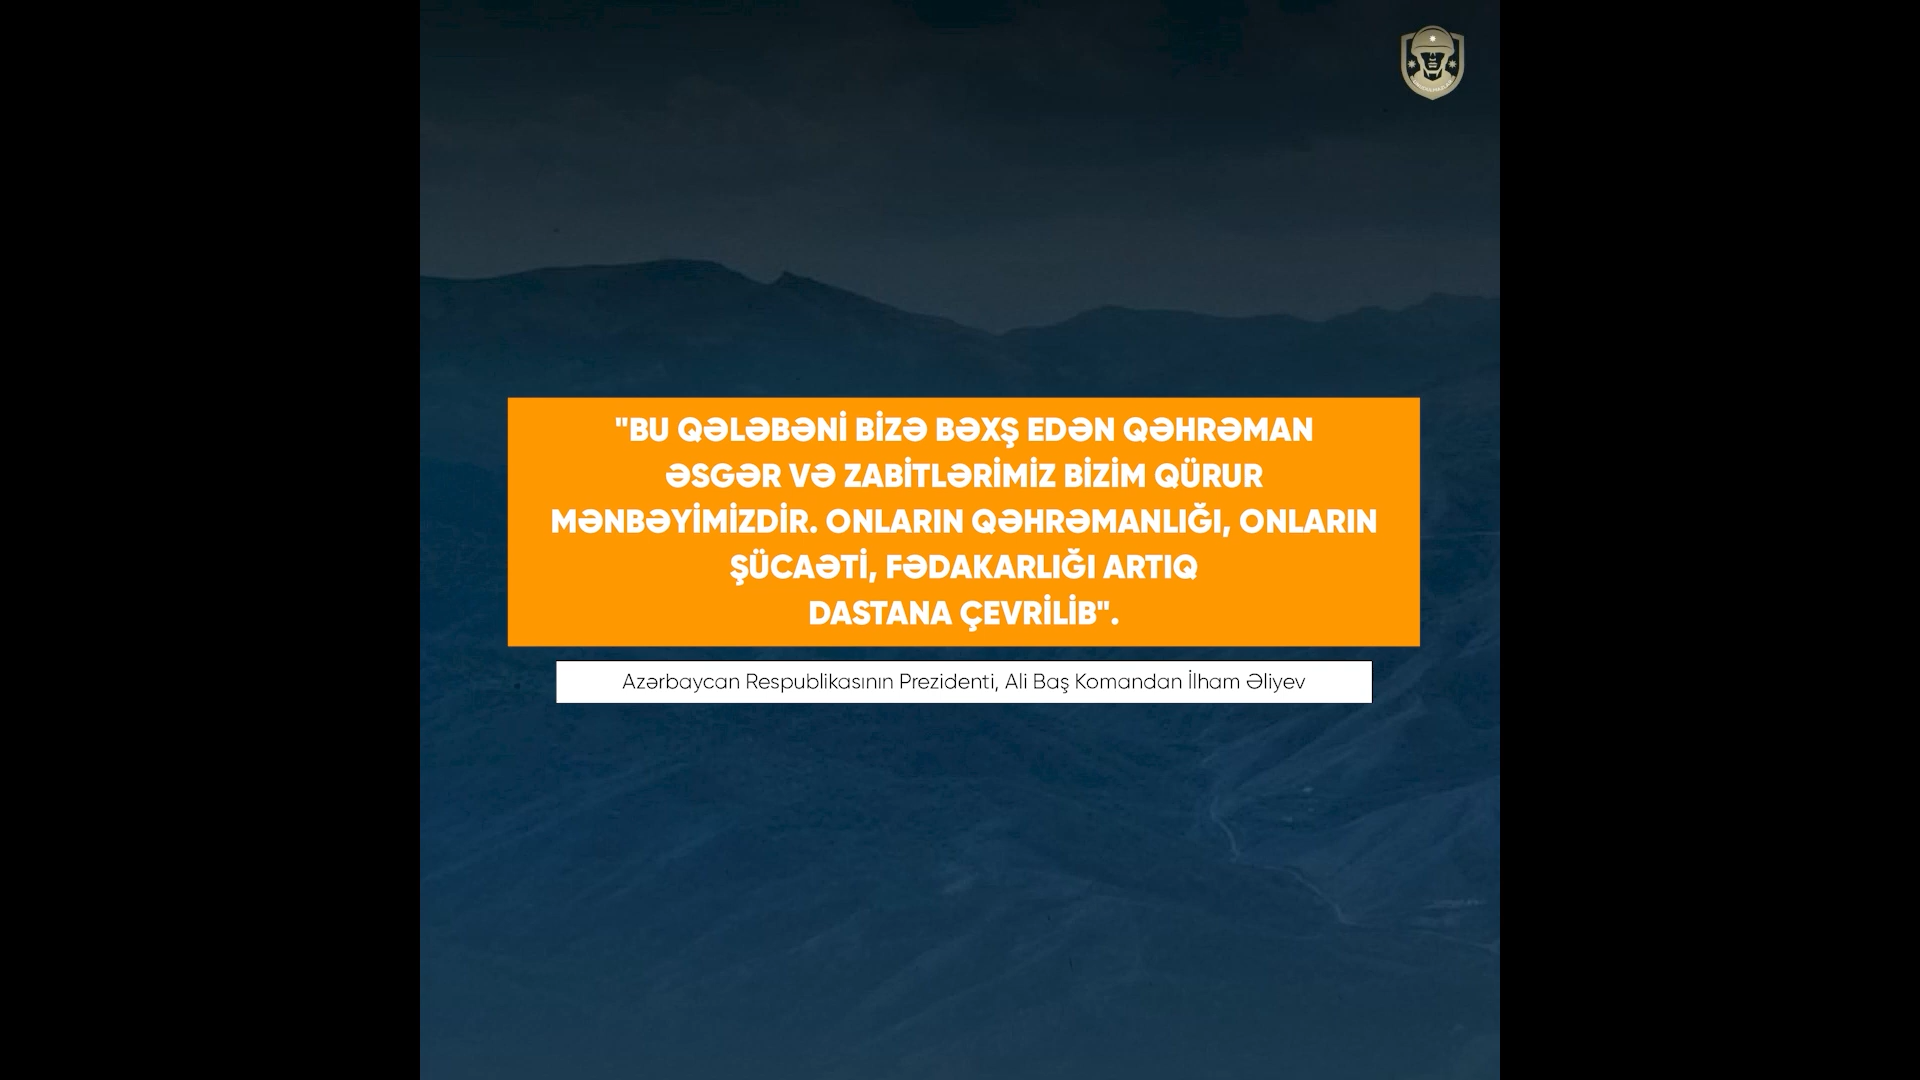 "BU QƏLƏBƏNİ BİZƏ BƏXŞ EDƏN QƏHRƏMAN
ƏSGƏR VƏ ZABİTLƏRİMİZ BİZİM QÜRUR
MƏNBƏYİMİZDİR. ONLARIN QƏHRƏMANLIĞI, ONLARIN
ŞÜCAƏTİ, FƏDAKARLIĞI ARTIQ
DASTANA ÇEVRİLİB".
Azərbaycan Respublikasının Prezidenti, Ali Baş Komandan İlham Əliyev